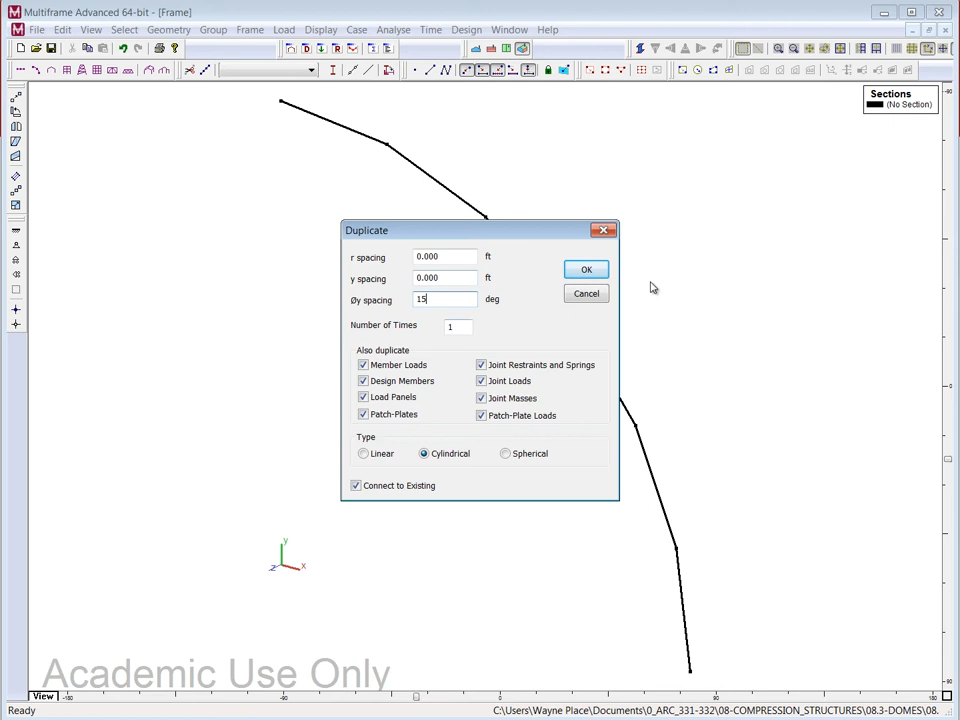 Multiframe Advanced 64-bit - [Frame]
File Edit View Select Geometry Group Frame Load Display Case Analyse Time Design Window Help
Sections
(No Section)
Duplicate
r spacing 0.000 ft
OK
y spacing 0.000 ft
Cancel
Øy spacing 15 deg
Number of Times 1
Also duplicate
Member Loads Joint Restraints and Springs
Design Members Joint Loads
Load Panels Joint Masses
Patch-Plates Patch-Plate Loads
Type
Linear Cylindrical Spherical
Connect to Existing
y
x
z
Academic Use Only
View
-90
90
Ready C:\Users\Wayne Place\Documents\0_ARC_331-332\08-COMPRESSION_STRUCTURES\08.3-DOMES\08.